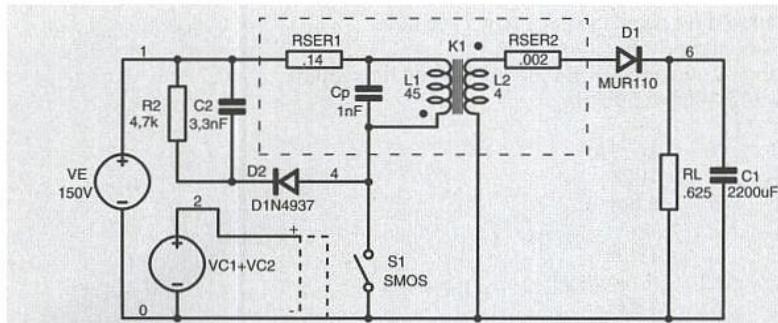 1
RSER1
.14
K1
RSER2
.002
D1
MUR110
6
R2
4,7k
C2
3,3nF
Cp
1nF
L1
45
L2
4
VE
150V
D2
D1N4937
4
2
VC1+VC2
S1
SMOS
RL
.625
C1
2200uF
0
+
-